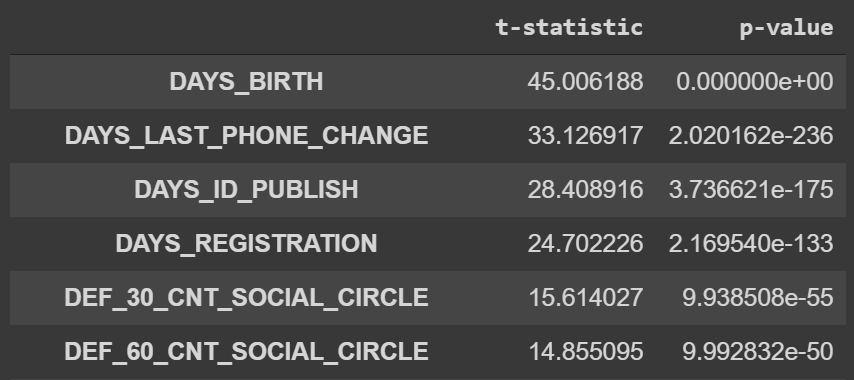 t-statistic p-value
DAYS_BIRTH 45.006188 0.000000e+00
DAYS_LAST_PHONE_CHANGE 33.126917 2.020162e-236
DAYS_ID_PUBLISH 28.408916 3.736621e-175
DAYS_REGISTRATION 24.702226 2.169540e-133
DEF_30_CNT_SOCIAL_CIRCLE 15.614027 9.938508e-55
DEF_60_CNT_SOCIAL_CIRCLE 14.855095 9.992832e-50